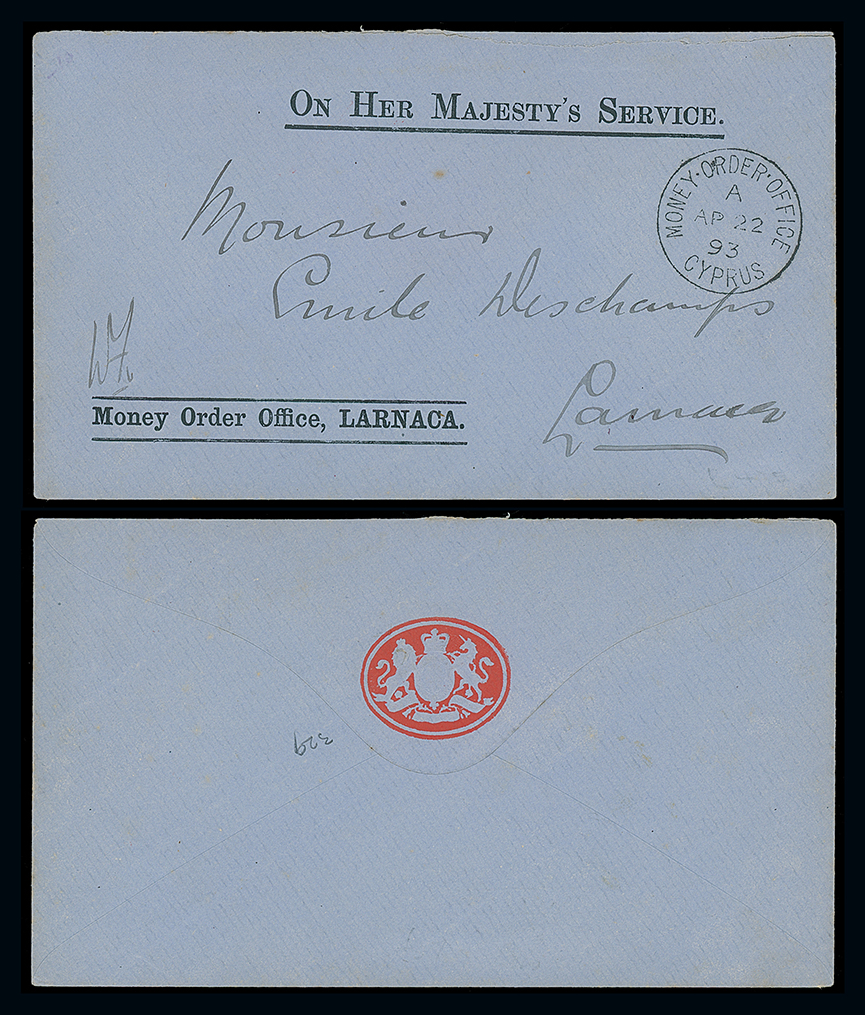 ON HER MAJESTY'S SERVICE.
MONEY·ORDER·OFFICE
A
AP 22
93
CYPRUS
Monsieur
Emile Deschamps
Larnaca
Money Order Office, LARNACA.
329